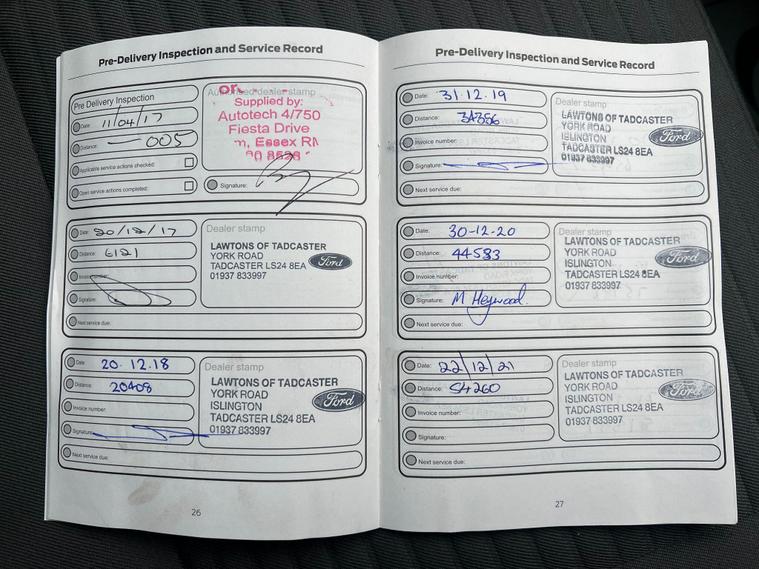 Pre-Delivery Inspection and Service Record
Pre Delivery Inspection
Date: 11/04/17
Distance: 005
Applicable service actions checked:
Open service actions completed:
Authorised dealer stamp
Supplied by:
Autotech 4/750
Fiesta Drive
Essex
Signature:
Date: 20/12/17
Distance: 6121
Invoice
Signature:
Next service due:
Dealer stamp
LAWTONS OF TADCASTER
YORK ROAD
TADCASTER LS24 8EA
01937 833997
Ford
Date: 20.12.18
Distance: 20408
Invoice number:
Signature:
Next service due:
Dealer stamp
LAWTONS OF TADCASTER
YORK ROAD
ISLINGTON
TADCASTER LS24 8EA
01937 833997
Ford
26
Pre-Delivery Inspection and Service Record
Date: 31.12.19
Distance: 34356
Invoice number:
Signature:
Next service due:
Dealer stamp
LAWTONS OF TADCASTER
YORK ROAD
ISLINGTON
TADCASTER LS24 8EA
01937 833997
Ford
Date: 30-12-20
Distance: 44583
Invoice number:
Signature: M Heywood.
Next service due:
Dealer stamp
LAWTONS OF TADCASTER
YORK ROAD
ISLINGTON
TADCASTER LS24 8EA
01937 833997
Ford
Date: 22/12/21
Distance: 54260
Invoice number:
Signature:
Next service due:
Dealer stamp
LAWTONS OF TADCASTER
YORK ROAD
ISLINGTON
TADCASTER LS24 8EA
01937 833997
Ford
27